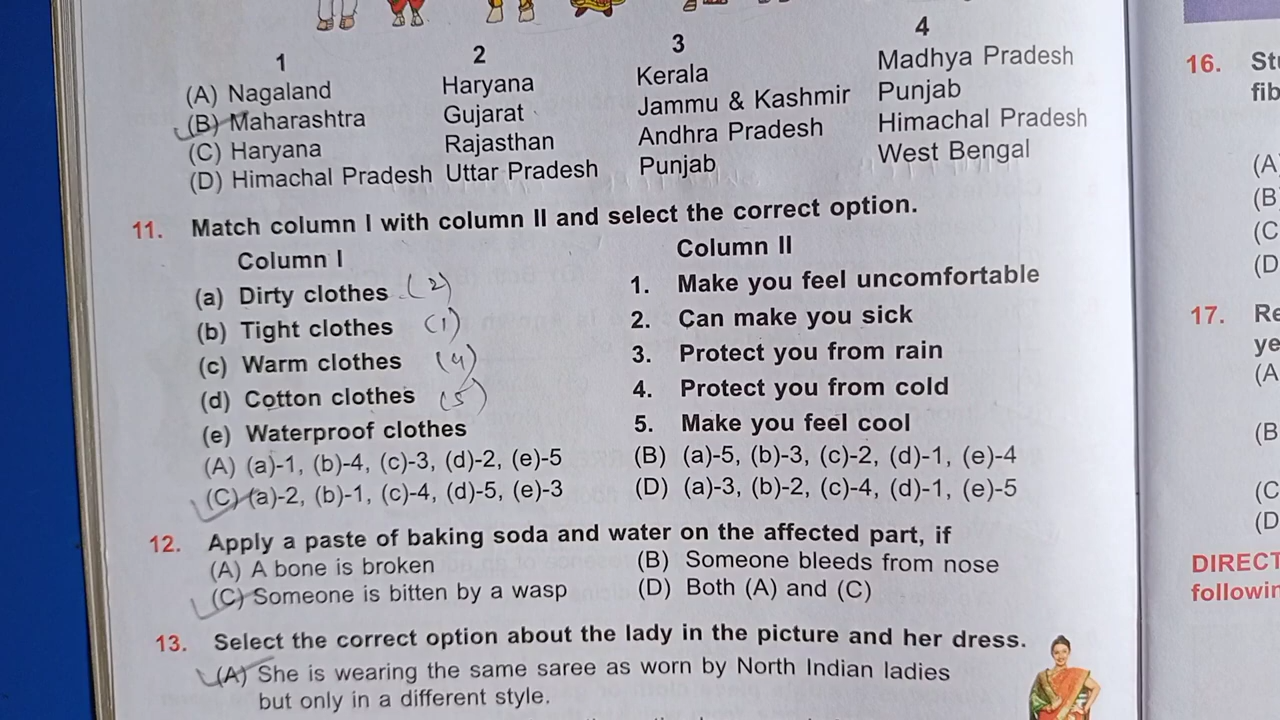 1 2 3 4
(A) Nagaland Haryana Kerala Madhya Pradesh
(B) Maharashtra Gujarat Jammu & Kashmir Punjab
(C) Haryana Rajasthan Andhra Pradesh Himachal Pradesh
(D) Himachal Pradesh Uttar Pradesh Punjab West Bengal
11. Match column I with column II and select the correct option.
Column I Column II
(a) Dirty clothes (2) 1. Make you feel uncomfortable
(b) Tight clothes (1) 2. Can make you sick
(c) Warm clothes (4) 3. Protect you from rain
(d) Cotton clothes (5) 4. Protect you from cold
(e) Waterproof clothes 5. Make you feel cool
(A) (a)-1, (b)-4, (c)-3, (d)-2, (e)-5 (B) (a)-5, (b)-3, (c)-2, (d)-1, (e)-4
(C) (a)-2, (b)-1, (c)-4, (d)-5, (e)-3 (D) (a)-3, (b)-2, (c)-4, (d)-1, (e)-5
12. Apply a paste of baking soda and water on the affected part, if
(A) A bone is broken (B) Someone bleeds from nose
(C) Someone is bitten by a wasp (D) Both (A) and (C)
13. Select the correct option about the lady in the picture and her dress.
(A) She is wearing the same saree as worn by North Indian ladies
but only in a different style.
16.
(A
(B
(C
(D
17.
(A
(B
(C
(D
DIRECT
followin